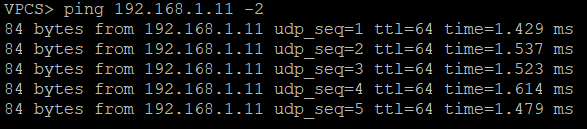 VPCS> ping 192.168.1.11 -2
84 bytes from 192.168.1.11 udp_seq=1 ttl=64 time=1.429 ms
84 bytes from 192.168.1.11 udp_seq=2 ttl=64 time=1.537 ms
84 bytes from 192.168.1.11 udp_seq=3 ttl=64 time=1.523 ms
84 bytes from 192.168.1.11 udp_seq=4 ttl=64 time=1.614 ms
84 bytes from 192.168.1.11 udp_seq=5 ttl=64 time=1.479 ms